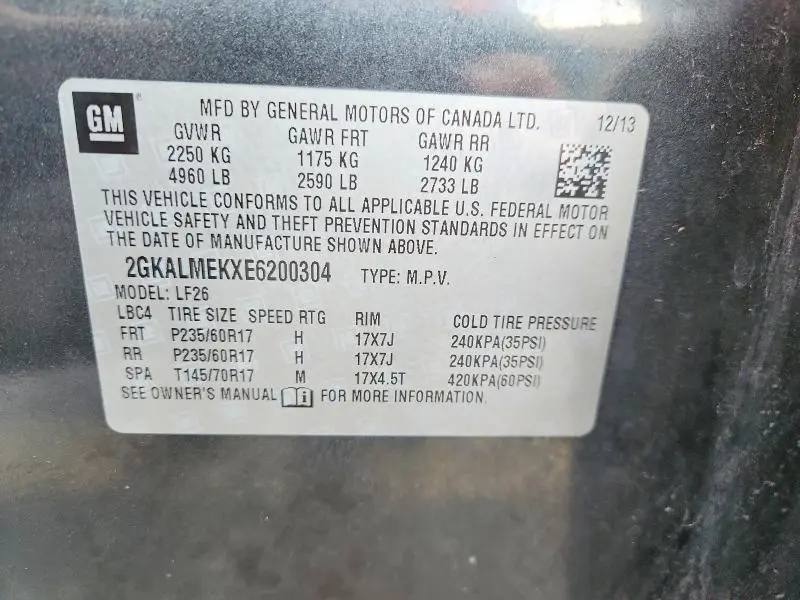 GM
MFD BY GENERAL MOTORS OF CANADA LTD. 12/13
GVWR GAWR FRT GAWR RR
2250 KG 1175 KG 1240 KG
4960 LB 2590 LB 2733 LB
THIS VEHICLE CONFORMS TO ALL APPLICABLE U.S. FEDERAL MOTOR
VEHICLE SAFETY AND THEFT PREVENTION STANDARDS IN EFFECT ON
THE DATE OF MANUFACTURE SHOWN ABOVE.
2GKALMEKXE6200304 TYPE: M.P.V.
MODEL: LF26
LBC4 TIRE SIZE SPEED RTG RIM COLD TIRE PRESSURE
FRT P235/60R17 H 17X7J 240KPA(35PSI)
RR P235/60R17 H 17X7J 240KPA(35PSI)
SPA T145/70R17 M 17X4.5T 420KPA(60PSI)
SEE OWNER'S MANUAL i FOR MORE INFORMATION.